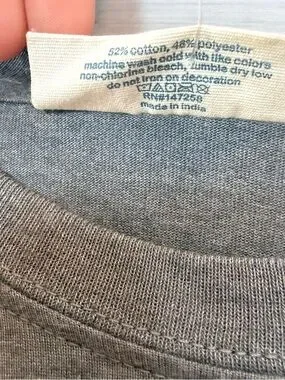 52% cotton, 48% polyester
machine wash cold with like colors
non-chlorine bleach, tumble dry low
do not iron on decoration
RN#147258
made in india